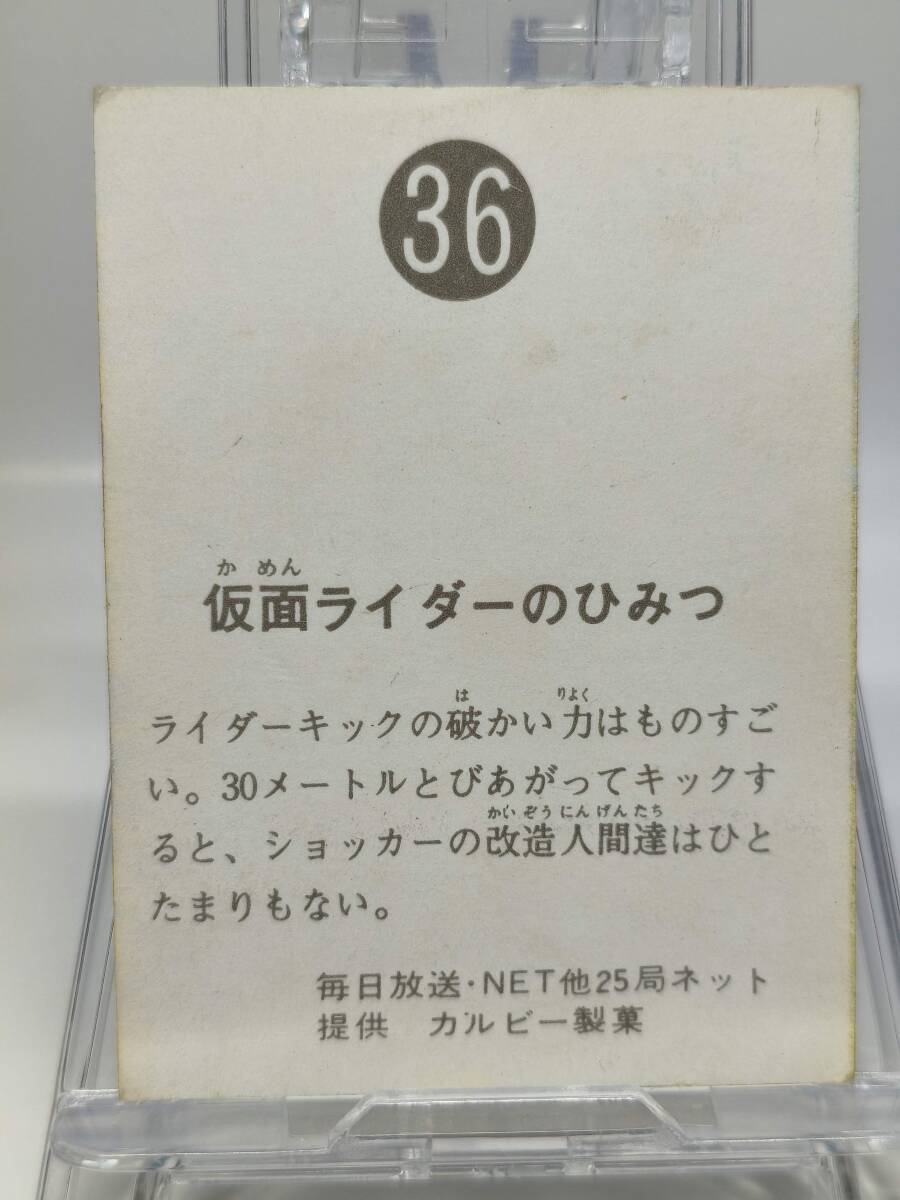 36
かめん
仮面ライダーのひみつ
は りよく
ライダーキックの破かい力はものすご
い。30メートルとびあがってキックす
かいぞうにんげんたち
ると、ショッカーの改造人間達はひと
たまりもない。
毎日放送・NET他25局ネット
提供 カルビー製菓